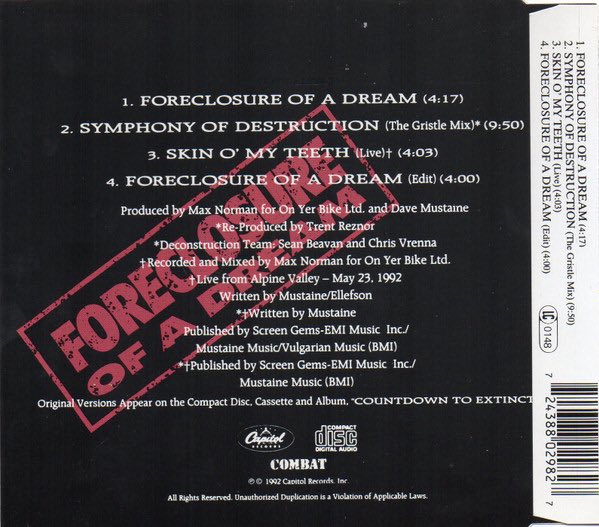 1. FORECLOSURE OF A DREAM (4:17)
2. SYMPHONY OF DESTRUCTION (The Gristle Mix)* (9:50)
3. SKIN O' MY TEETH (Live)† (4:03)
4. FORECLOSURE OF A DREAM (Edit) (4:00)
Produced by Max Norman for On Yer Bike Ltd. and Dave Mustaine
*Re-Produced by Trent Reznor
*Deconstruction Team: Sean Beavan and Chris Vrenna
†Recorded and Mixed by Max Norman for On Yer Bike Ltd.
†Live from Alpine Valley – May 23, 1992
Written by Mustaine/Ellefson
*†Written by Mustaine
Published by Screen Gems-EMI Music Inc./
Mustaine Music/Vulgarian Music (BMI)
*†Published by Screen Gems-EMI Music Inc./
Mustaine Music (BMI)
Original Versions Appear on the Compact Disc, Cassette and Album, "COUNTDOWN TO EXTINCT
FORECLOSURE
OF A DREAM
Capitol
RECORDS
COMPACT
disc
DIGITAL AUDIO
COMBAT
℗ © 1992 Capitol Records, Inc.
All Rights Reserved. Unauthorized Duplication is a Violation of Applicable Laws.
1. FORECLOSURE OF A DREAM (4:17)
2. SYMPHONY OF DESTRUCTION (The Gristle Mix) (9:50)
3. SKIN O' MY TEETH (Live) (4:03)
4. FORECLOSURE OF A DREAM (Edit) (4:00)
LC 0148
7 24388 02982 7